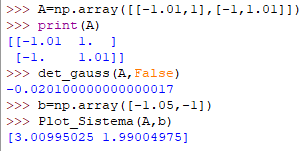 >>> A=np.array([[-1.01,1],[-1,1.01]])
>>> print(A)
[[-1.01  1.  ]
 [-1.    1.01]]
>>> det_gauss(A,False)
-0.020100000000000017
>>> b=np.array([-1.05,-1])
>>> Plot_Sistema(A,b)
[3.00995025 1.99004975]